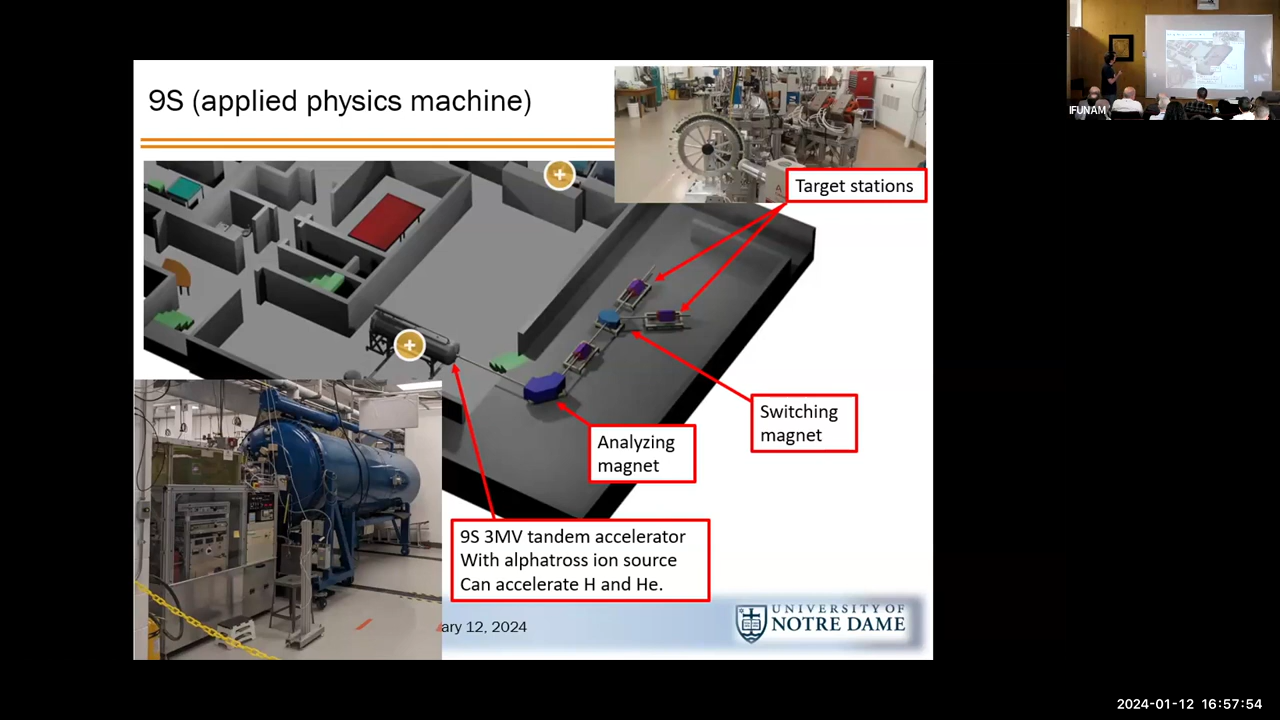 9S (applied physics machine)
Target stations
Switching
magnet
Analyzing
magnet
9S 3MV tandem accelerator
With alphatross ion source
Can accelerate H and He.
ary 12, 2024
UNIVERSITY OF
NOTRE DAME
IFUNAM
2024-01-12 16:57:54